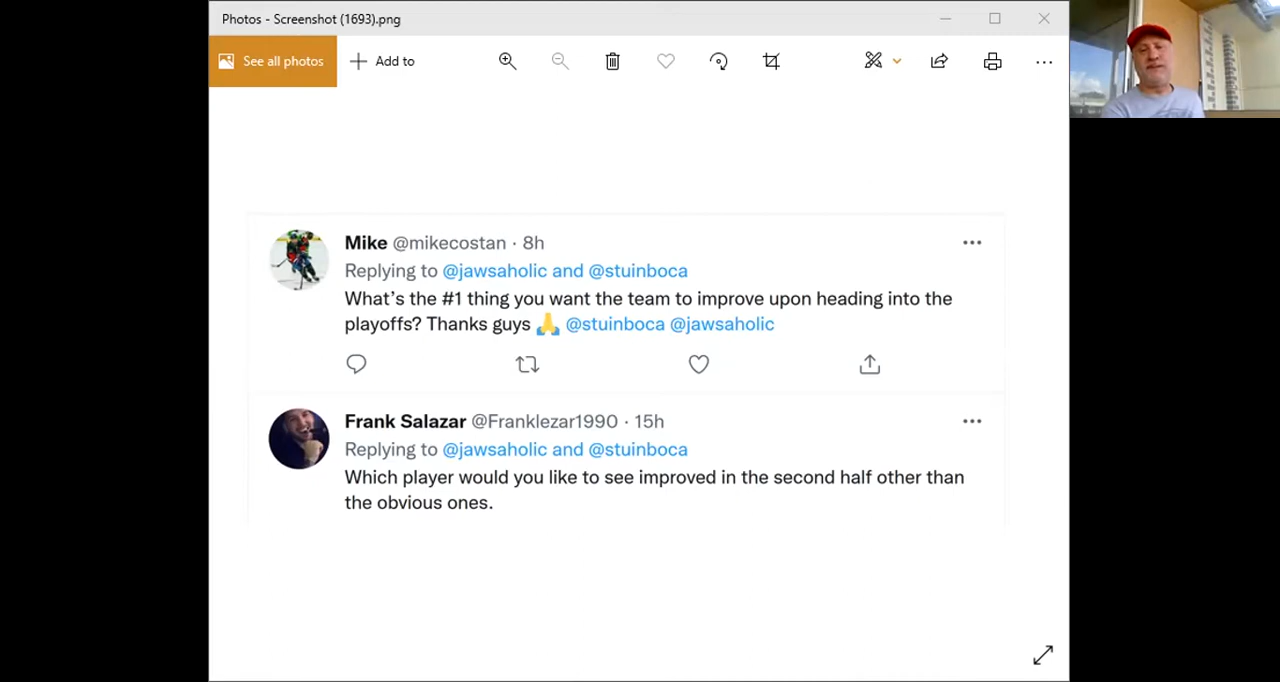 Photos - Screenshot (1693).png
See all photos
Add to
Mike @mikecostan · 8h
Replying to @jawsaholic and @stuinboca
What's the #1 thing you want the team to improve upon heading into the
playoffs? Thanks guys 🙏 @stuinboca @jawsaholic
Frank Salazar @Franklezar1990 · 15h
Replying to @jawsaholic and @stuinboca
Which player would you like to see improved in the second half other than
the obvious ones.